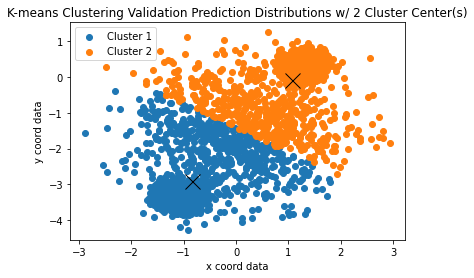 K-means Clustering Validation Prediction Distributions w/ 2 Cluster Center(s)
Cluster 1
Cluster 2
y coord data
1
0
−1
−2
−3
−4
−3
−2
−1
0
1
2
3
x coord data